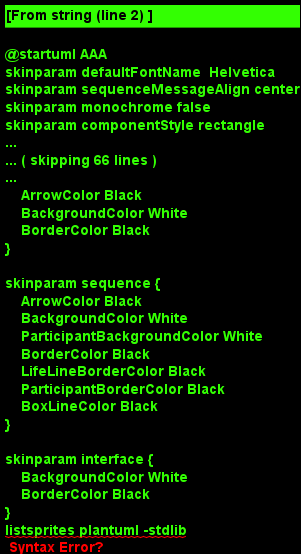 [From string (line 2) ]
@startuml AAA
skinparam defaultFontName  Helvetica
skinparam sequenceMessageAlign center
skinparam monochrome false
skinparam componentStyle rectangle
...
... ( skipping 66 lines )
...
ArrowColor Black
BackgroundColor White
BorderColor Black
}
skinparam sequence {
ArrowColor Black
BackgroundColor White
ParticipantBackgroundColor White
BorderColor Black
LifeLineBorderColor Black
ParticipantBorderColor Black
BoxLineColor Black
}
skinparam interface {
BackgroundColor White
BorderColor Black
}
listsprites plantuml -stdlib
Syntax Error?